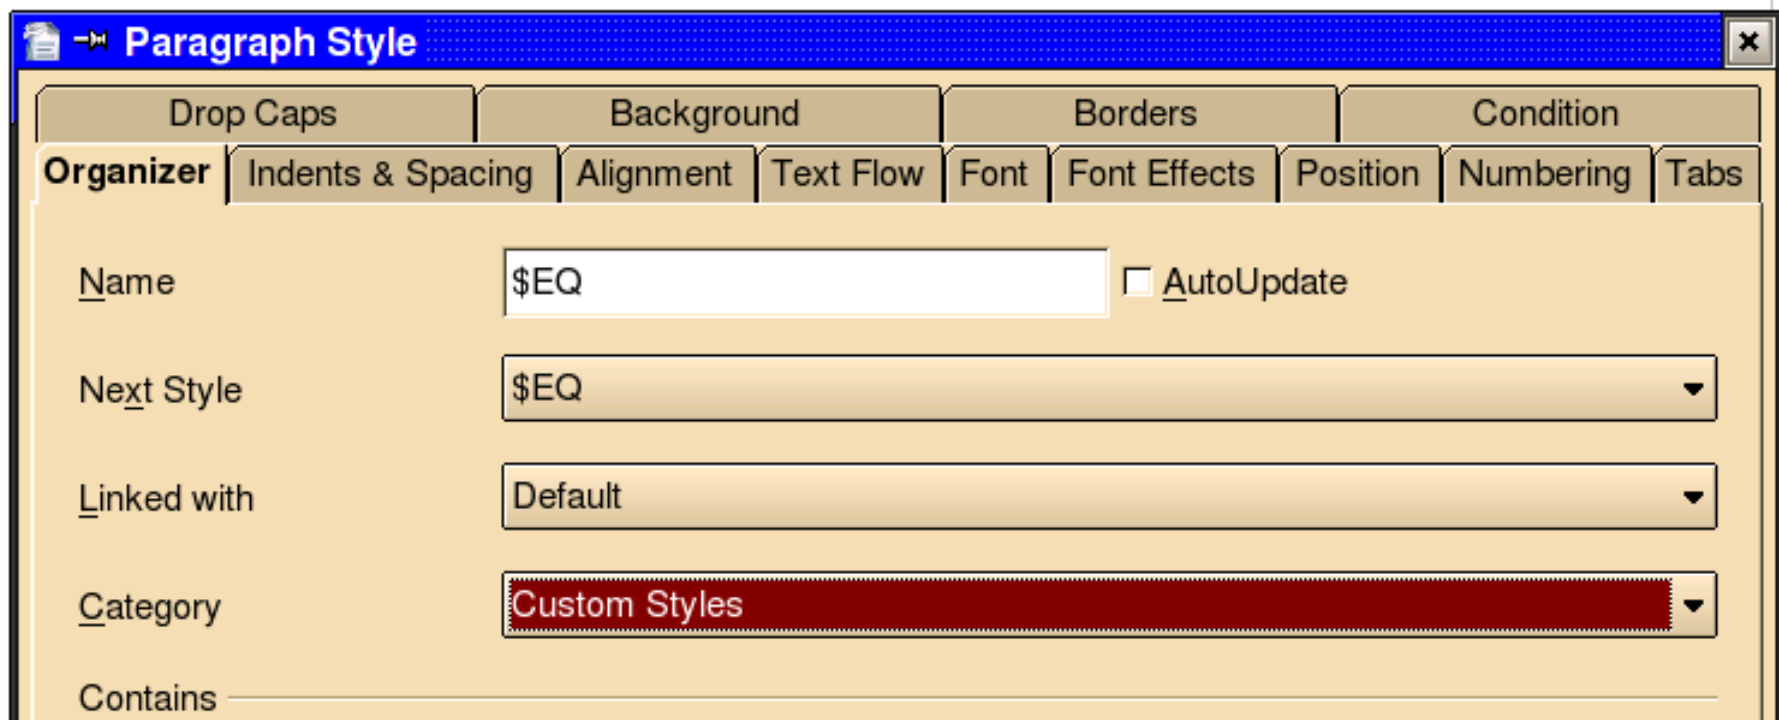 Paragraph Style
Drop Caps Background Borders Condition
Organizer Indents & Spacing Alignment Text Flow Font Font Effects Position Numbering Tabs
Name $EQ AutoUpdate
Next Style $EQ
Linked with Default
Category Custom Styles
Contains